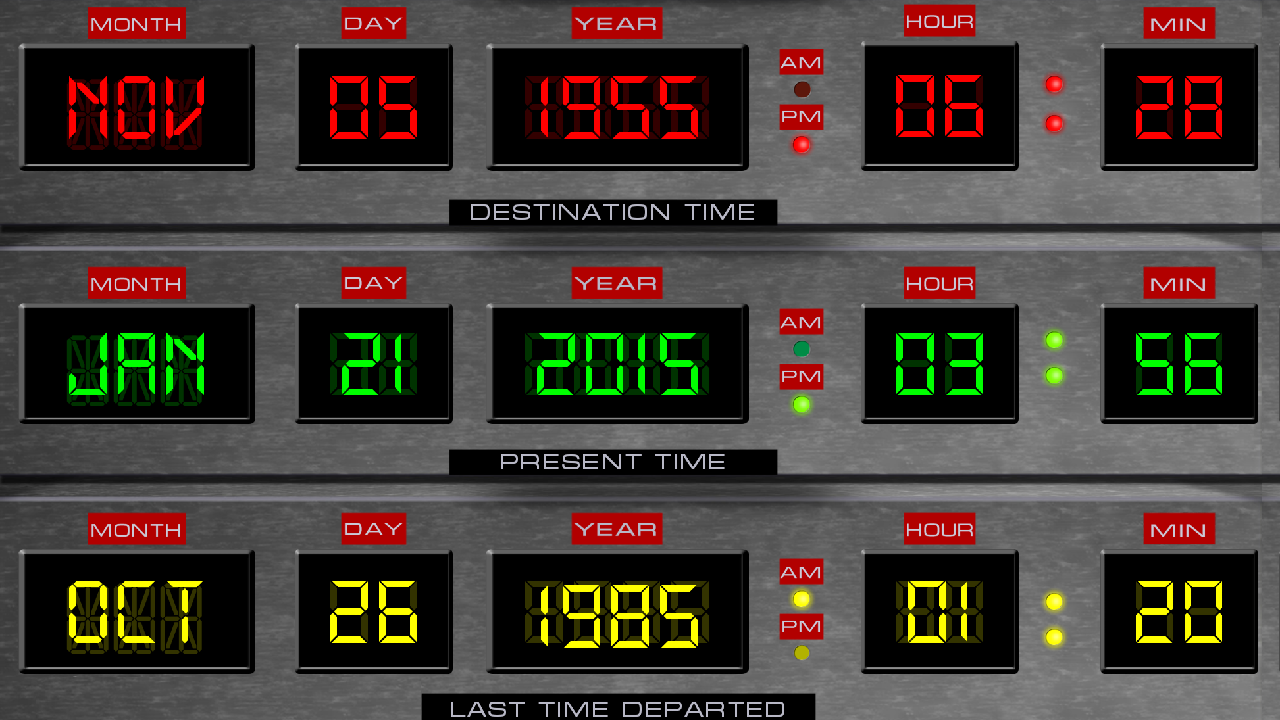 MONTH DAY YEAR HOUR MIN
NOV 05 1955 AM PM 06 28
DESTINATION TIME
MONTH DAY YEAR HOUR MIN
JAN 21 2015 AM PM 03 56
PRESENT TIME
MONTH DAY YEAR HOUR MIN
OCT 26 1985 AM PM 01 20
LAST TIME DEPARTED